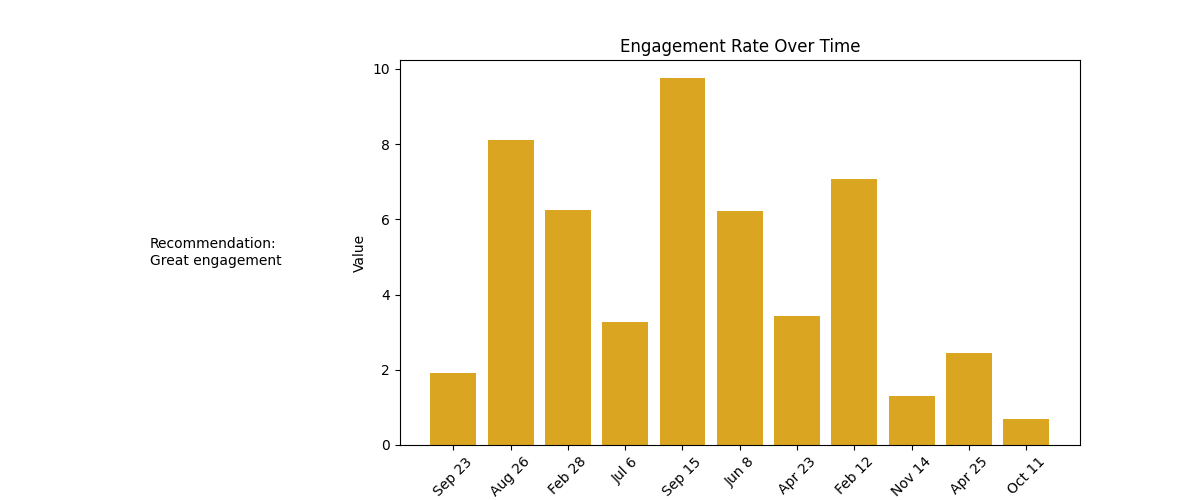 Engagement Rate Over Time
Recommendation:
Great engagement
Value
10
8
6
4
2
0
Sep 23
Aug 26
Feb 28
Jul 6
Sep 15
Jun 8
Apr 23
Feb 12
Nov 14
Apr 25
Oct 11